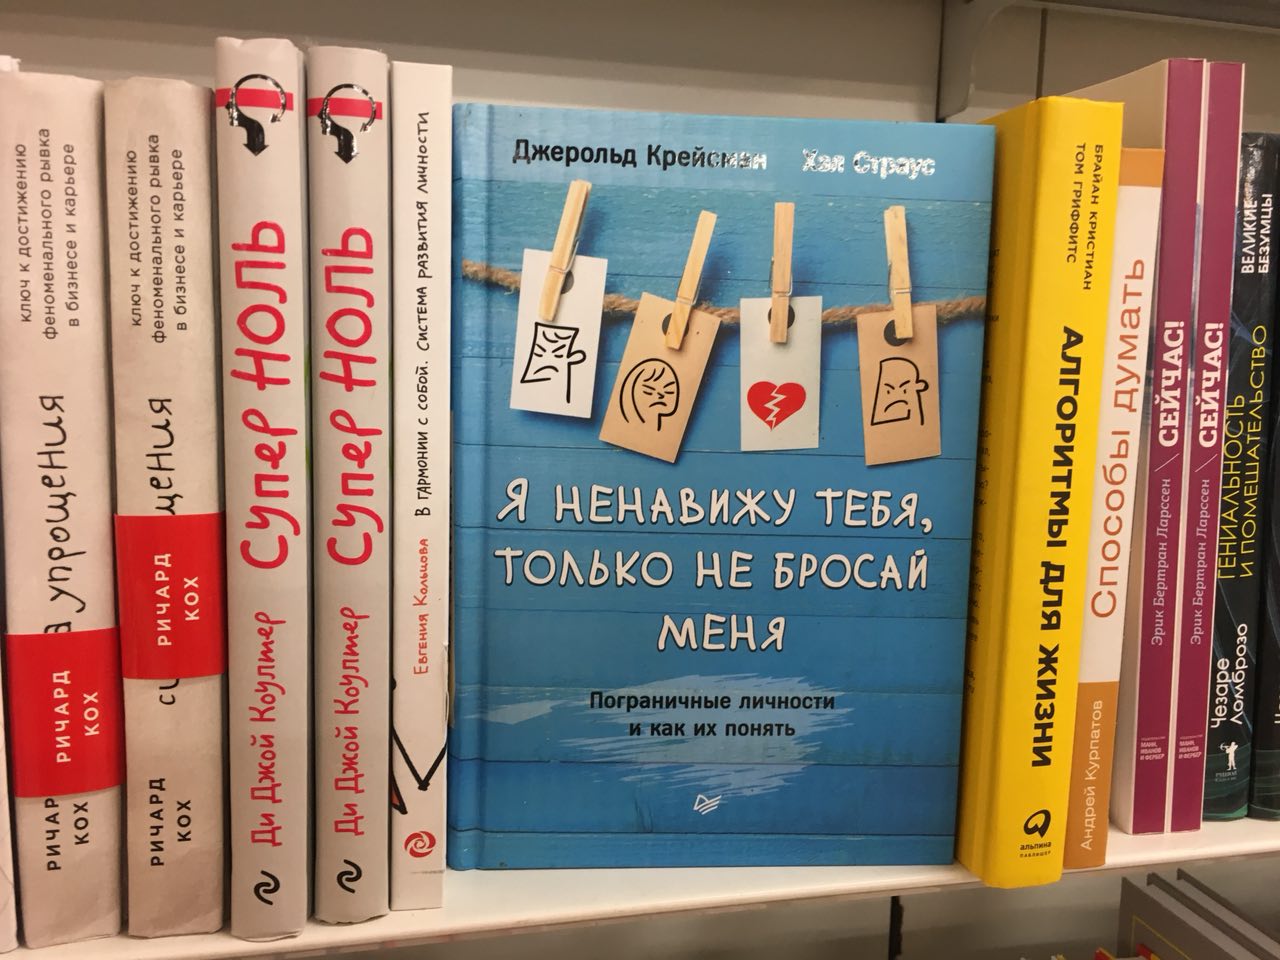 ключ к достижению
феноменального рывка
в бизнесе и карьере
упрощения
РИЧАРД
КОХ
РИЧАРД
КОХ
ключ к достижению
феноменального рывка
в бизнесе и карьере
щения
РИЧАРД
КОХ
си
РИЧАРД
КОХ
Ди Джой Коултер Супер НОЛЬ
Ди Джой Коултер Супер НОЛЬ
Евгения Кольцова В гармонии с собой. Система развития личности
Джерольд Крейсман Хал Страус
Я НЕНАВИЖУ ТЕБЯ,
ТОЛЬКО НЕ БРОСАЙ
МЕНЯ
Пограничные личности
и как их понять
БРАЙАН КРИСТИАН
ТОМ ГРИФФИТС
АЛГОРИТМЫ ДЛЯ ЖИЗНИ
альпина
ПАБЛИШЕР
Андрей Курпатов Способы думать
Эрик Бертран Ларссен / СЕЙЧАС!
МАНН, ИВАНОВ
И ФЕРБЕР
Эрик Бертран Ларссен / СЕЙЧАС!
МАНН, ИВАНОВ
И ФЕРБЕР
ВЕЛИКИЕ
БЕЗУМЦЫ
ГЕНИАЛЬНОСТЬ
И ПОМЕШАТЕЛЬСТВО
Чезаре
Ломброзо